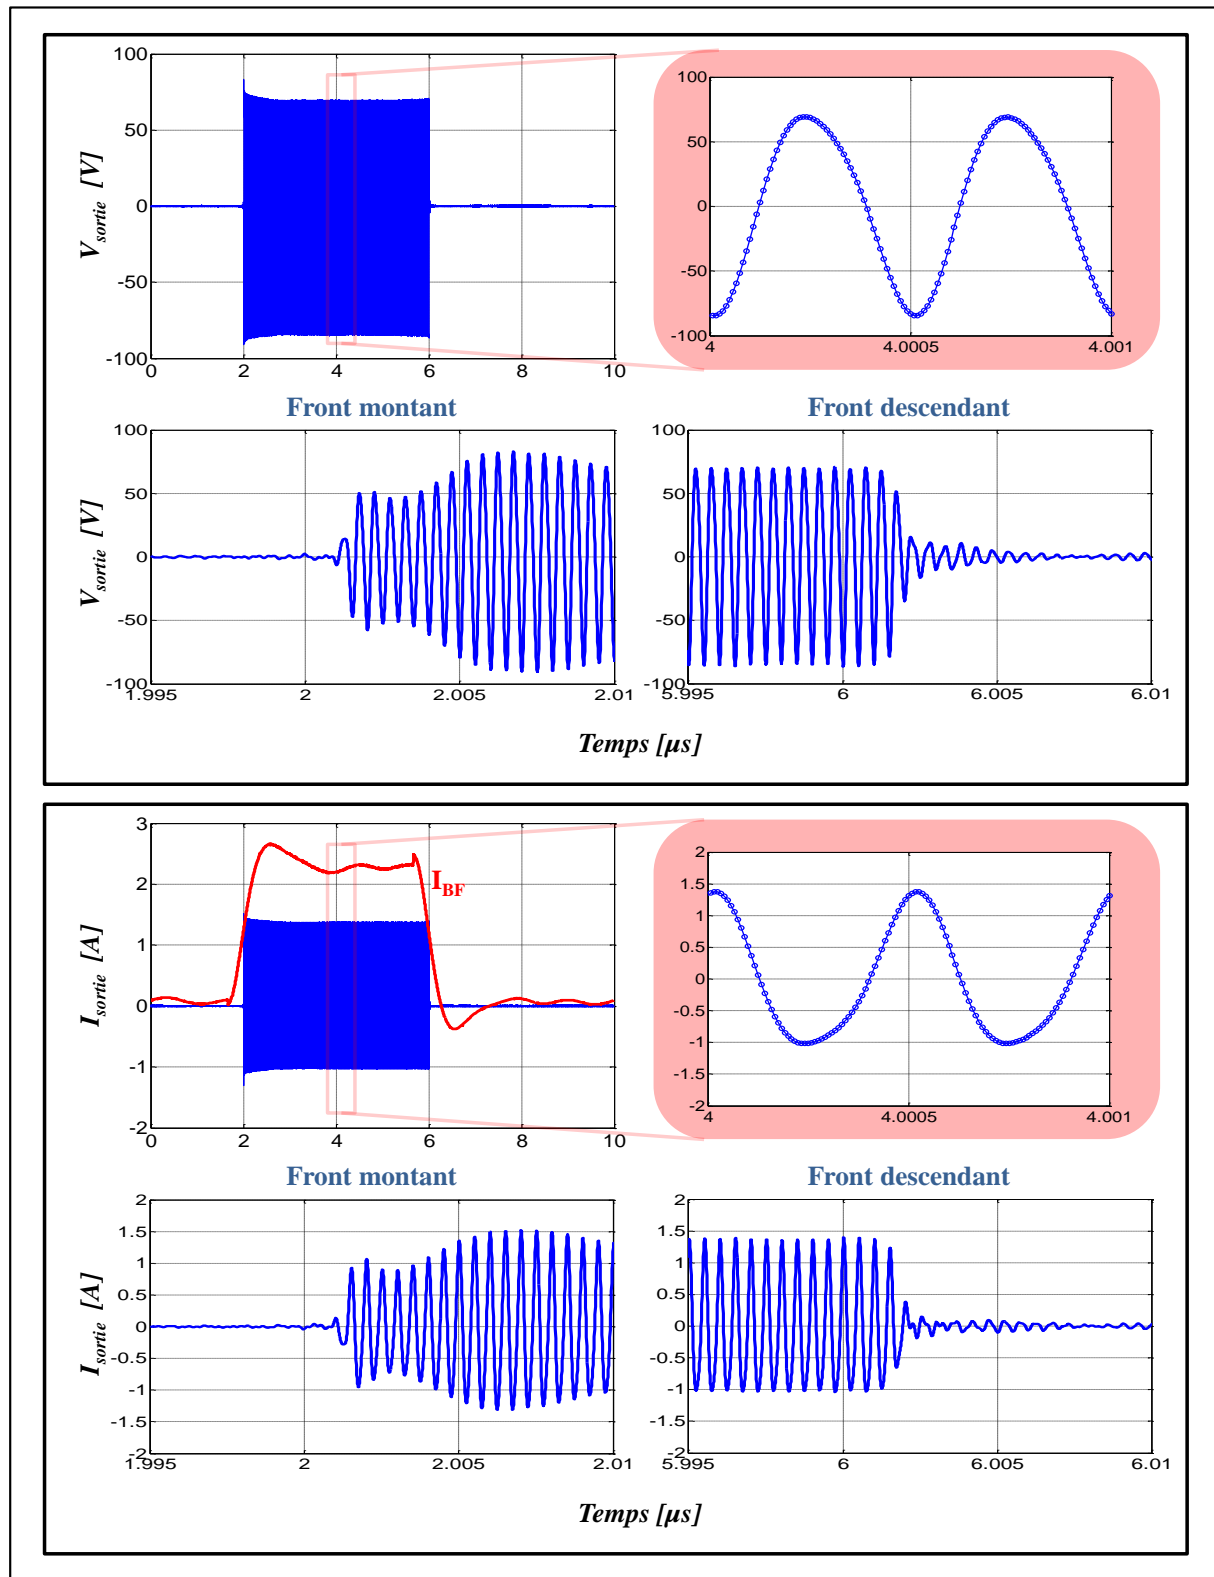 100
50
0
-50
-100
0 2 4 6 8 10
V_sortie [V]
100
50
0
-50
-100
4 4.0005 4.001
Front montant
Front descendant
100
50
0
-50
-100
1.995 2 2.005 2.01
V_sortie [V]
100
50
0
-50
-100
5.995 6 6.005 6.01
Temps [µs]
3
2
1
0
-1
-2
0 2 4 6 8 10
I_sortie [A]
I_BF
2
1.5
1
0.5
0
-0.5
-1
-1.5
-2
4 4.0005 4.001
Front montant
Front descendant
2
1.5
1
0.5
0
-0.5
-1
-1.5
-2
1.995 2 2.005 2.01
I_sortie [A]
2
1.5
1
0.5
0
-0.5
-1
-1.5
-2
5.995 6 6.005 6.01
Temps [µs]